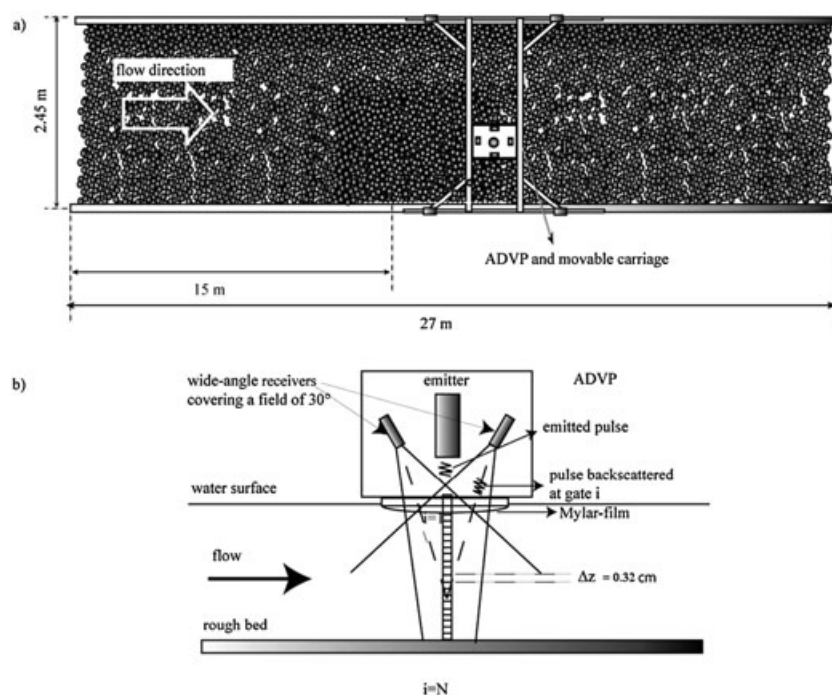 a)
flow direction
2.45 m
ADVP and movable carriage
15 m
27 m
b)
wide-angle receivers
covering a field of 30°
emitter
ADVP
emitted pulse
pulse backscattered
at gate i
water surface
Mylar-film
flow
Δz = 0.32 cm
rough bed
i=N